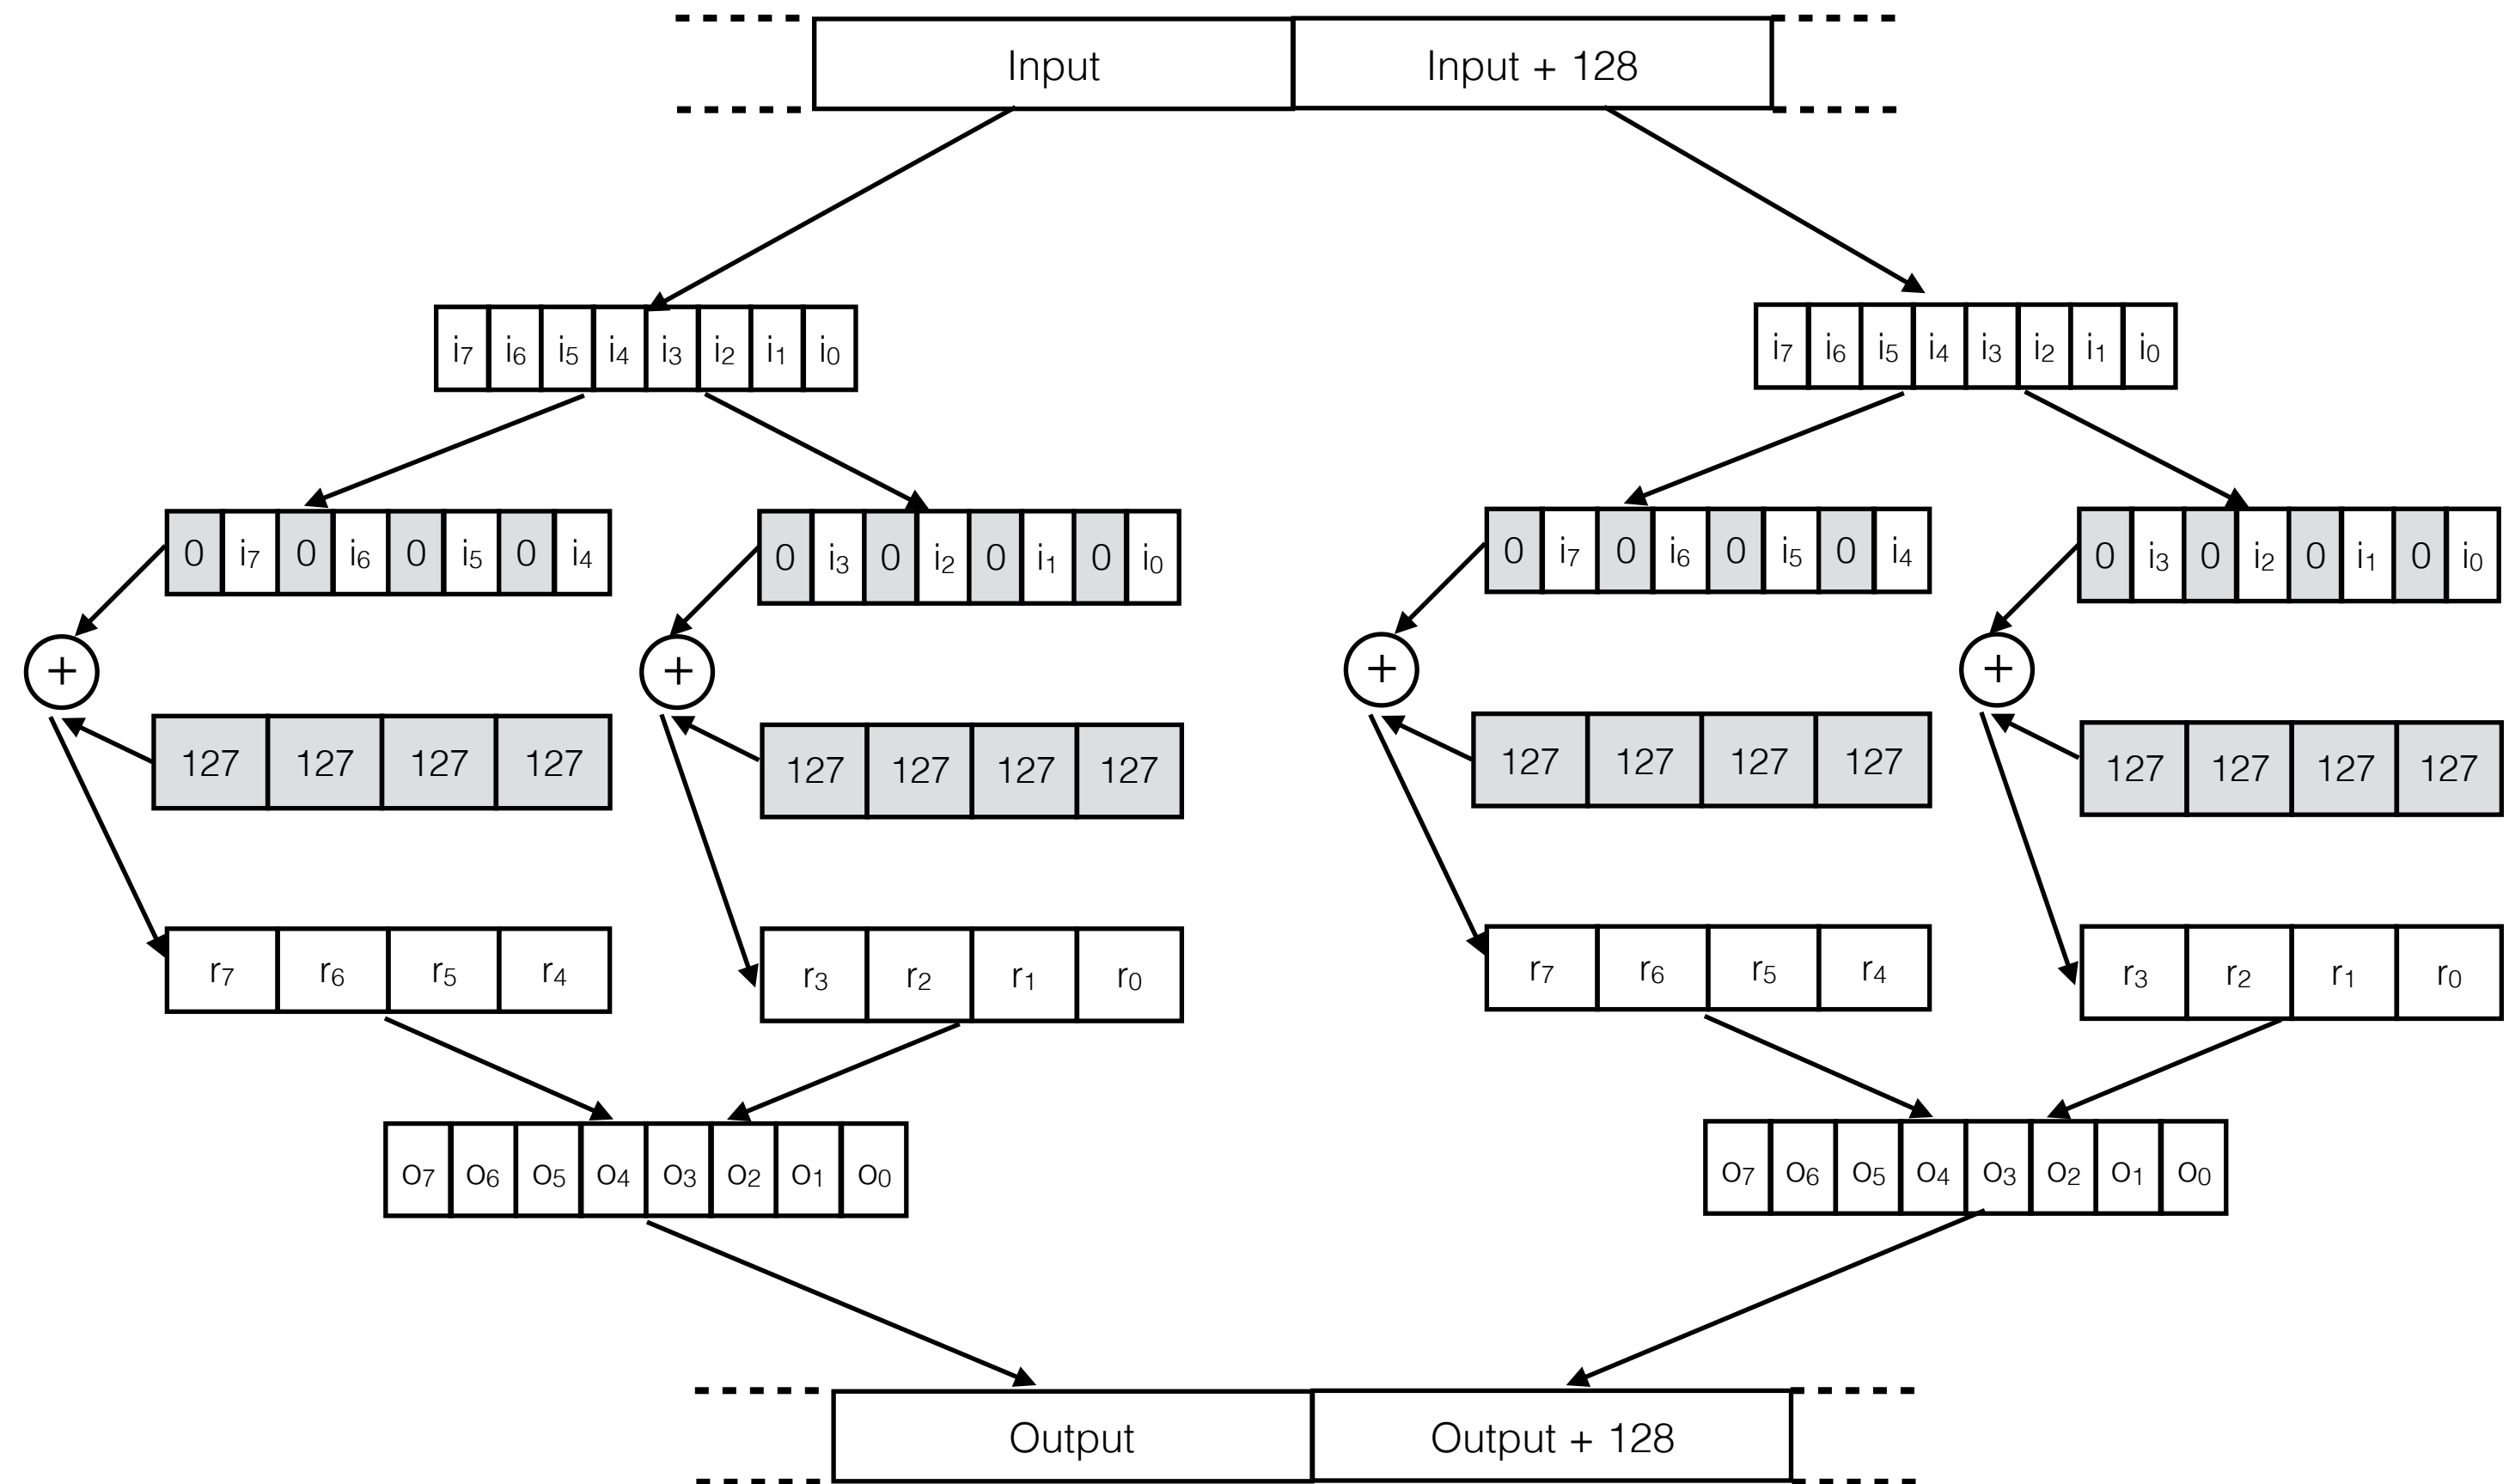 Input Input + 128
i7 i6 i5 i4 i3 i2 i1 i0 i7 i6 i5 i4 i3 i2 i1 i0
0 i7 0 i6 0 i5 0 i4 0 i3 0 i2 0 i1 0 i0 0 i7 0 i6 0 i5 0 i4 0 i3 0 i2 0 i1 0 i0
+ + + +
127 127 127 127 127 127 127 127 127 127 127 127 127 127 127 127
r7 r6 r5 r4 r3 r2 r1 r0 r7 r6 r5 r4 r3 r2 r1 r0
o7 o6 o5 o4 o3 o2 o1 o0 o7 o6 o5 o4 o3 o2 o1 o0
Output Output + 128